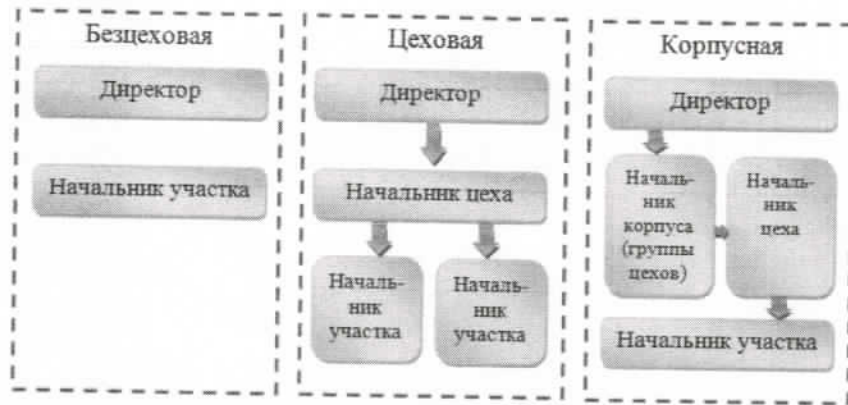 Безцеховая
Директор
Начальник участка
Цеховая
Директор
Начальник цеха
Началь-
ник
участка
Началь-
ник
участка
Корпусная
Директор
Началь-
ник
корпуса
(группы
цехов)
Началь-
ник
цеха
Начальник участка